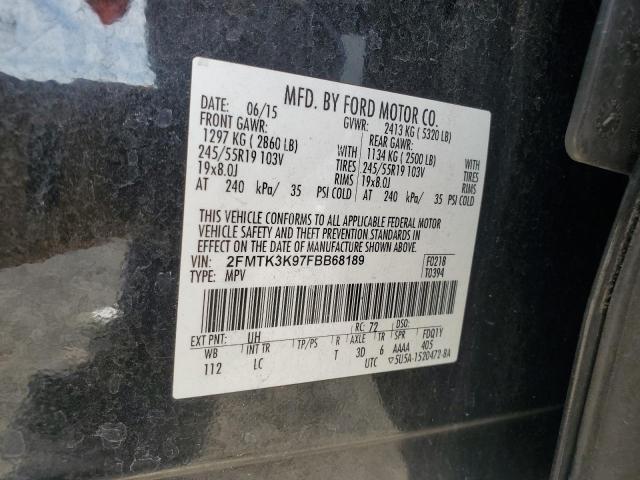 MFD. BY FORD MOTOR CO.
DATE: 06/15 GVWR: 2413 KG ( 5320 LB)
FRONT GAWR: REAR GAWR:
1297 KG ( 2860 LB) 1134 KG ( 2500 LB) WITH
245/55R19 103V WITH 245/55R19 103V TIRES
19x8.0J TIRES 19x8.0J RIMS
AT 240 kPa/ 35 RIMS PSI COLD AT 240 kPa/ 35 PSI COLD
THIS VEHICLE CONFORMS TO ALL APPLICABLE FEDERAL MOTOR
VEHICLE SAFETY AND THEFT PREVENTION STANDARDS IN
EFFECT ON THE DATE OF MANUFACTURE SHOWN ABOVE.
VIN: 2FMTK3K97FBB68189 F0218
TYPE: MPV T0394
EXT PNT: UH RC: 72 DSO:
WB INT TR TP/PS R AXLE TR SPR FDQ1Y
112 LC T 3D 6 AAAA 405
UTC ▽5U5A-1520472-BA